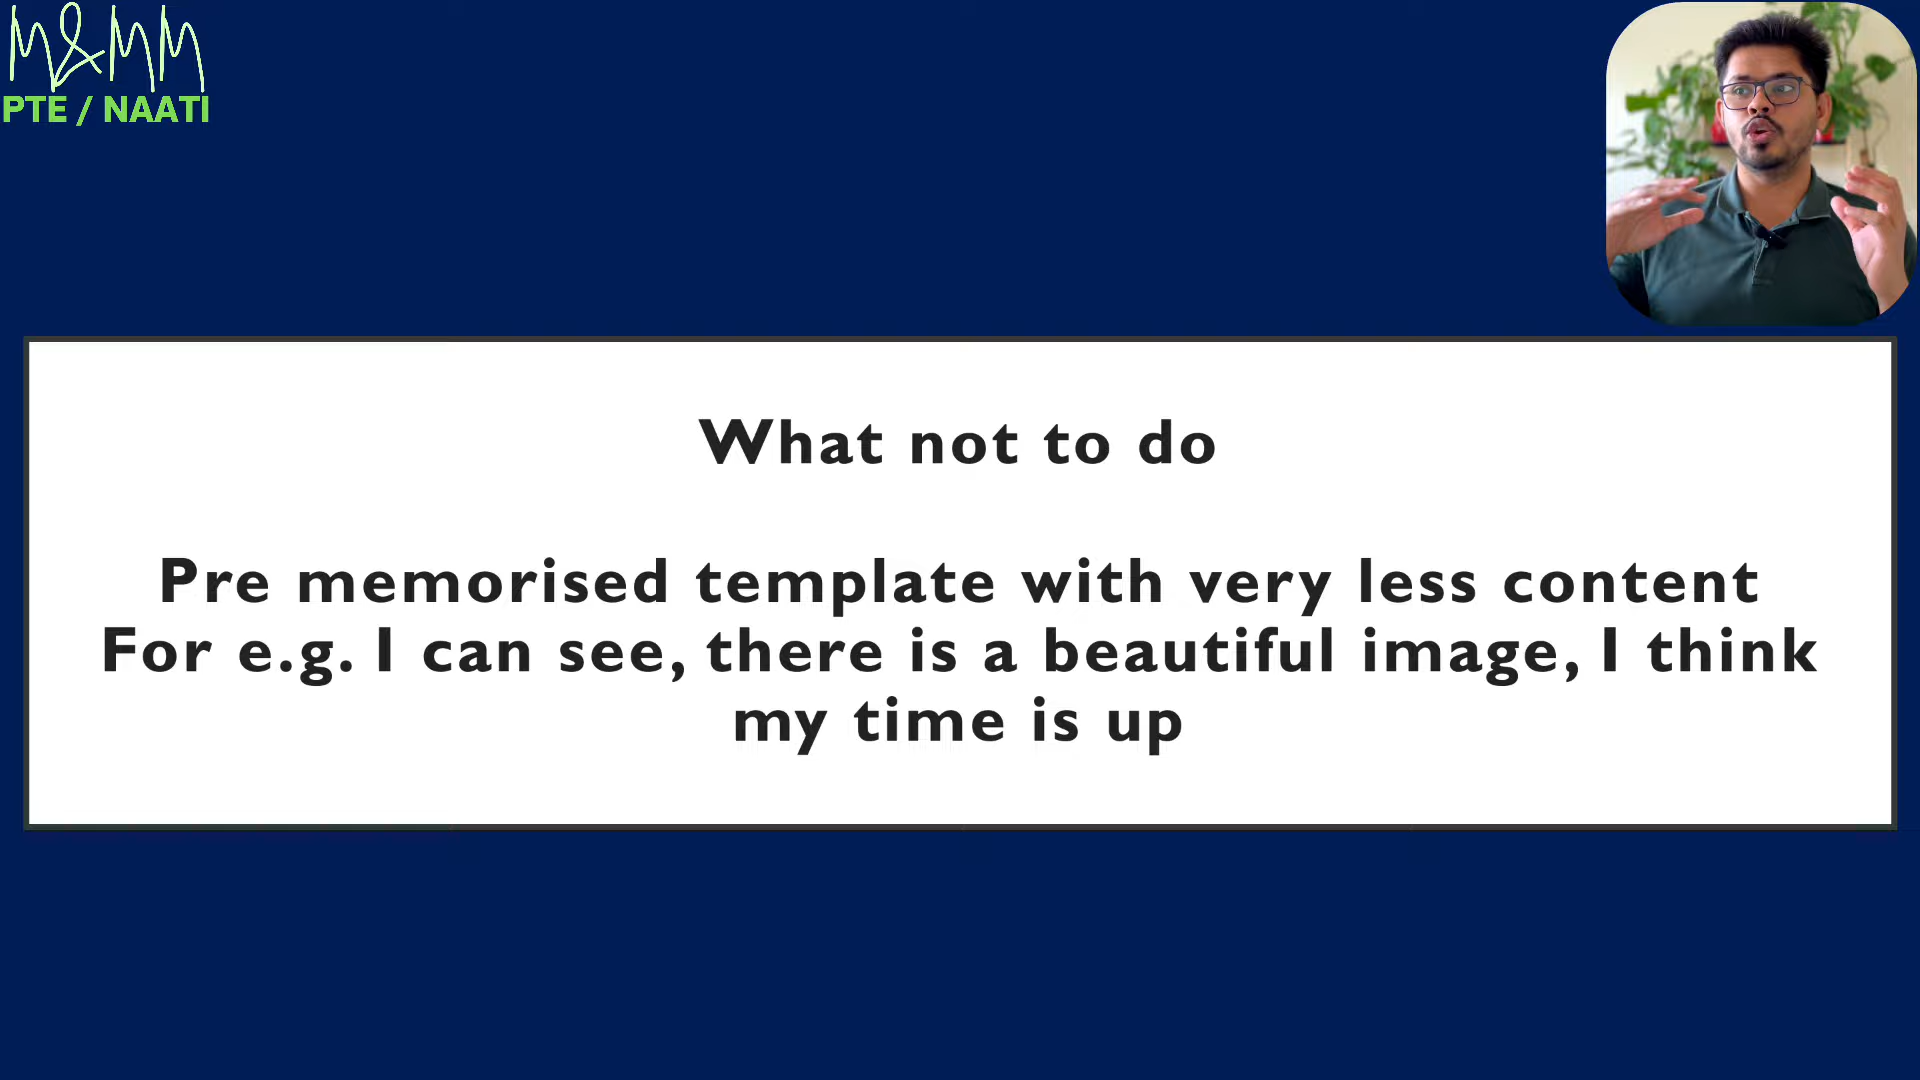 M&MM
PTE / NAATI
What not to do
Pre memorised template with very less content
For e.g. I can see, there is a beautiful image, I think
my time is up